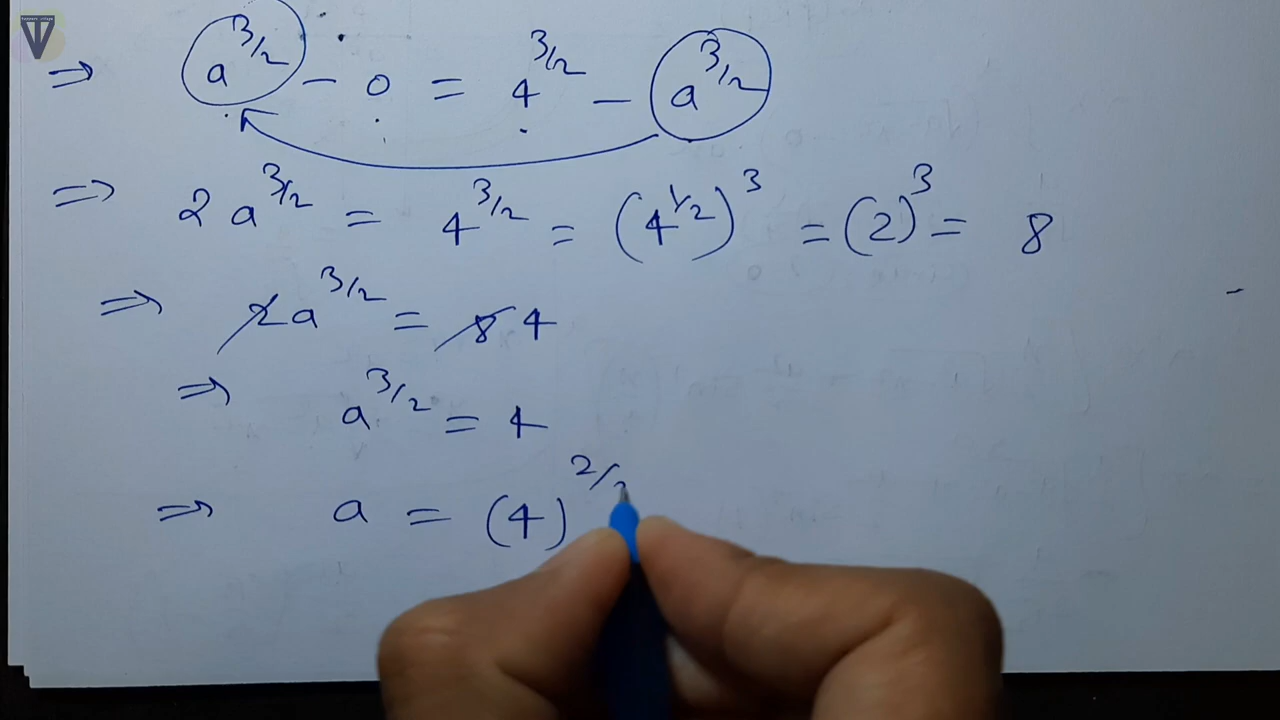 ⇒ a^3/2 - 0 = 4^3/2 - a^3/2
⇒ 2a^3/2 = 4^3/2 = (4^1/2)^3 = (2)^3 = 8
⇒ 2a^3/2 = 8 4
⇒ a^3/2 = 4
⇒ a = (4)^2/